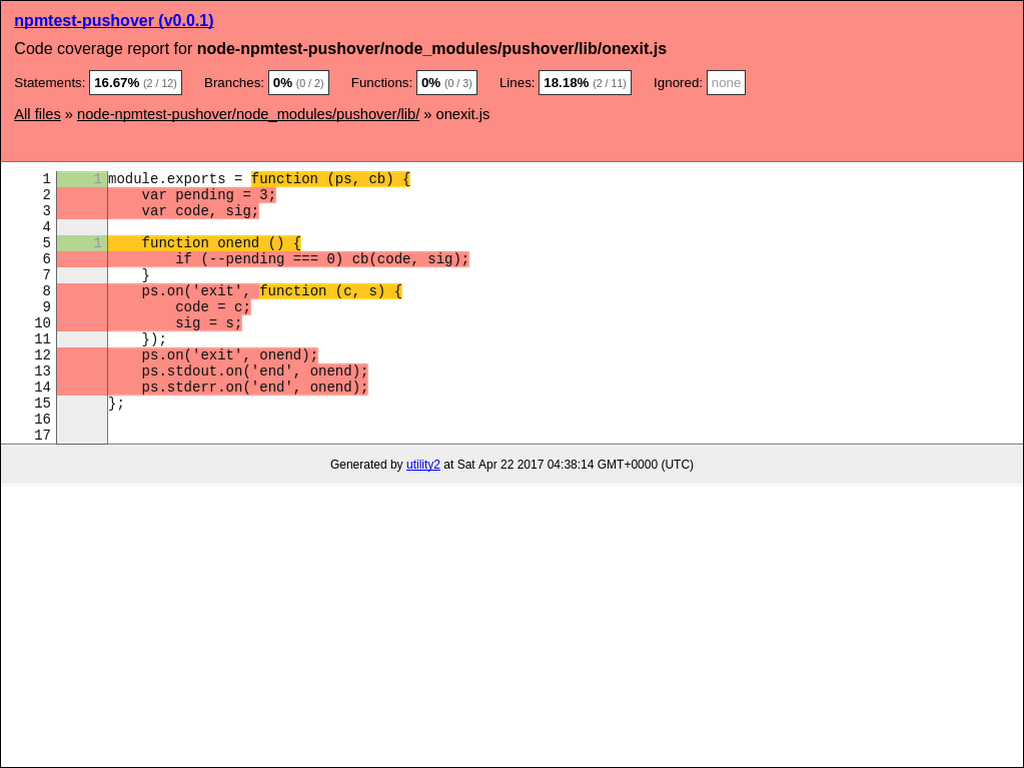 npmtest-pushover (v0.0.1)
Code coverage report for node-npmtest-pushover/node_modules/pushover/lib/onexit.js
Statements: 16.67% (2 / 12) Branches: 0% (0 / 2) Functions: 0% (0 / 3) Lines: 18.18% (2 / 11) Ignored: none
All files » node-npmtest-pushover/node_modules/pushover/lib/ » onexit.js
1 1 module.exports = function (ps, cb) {
2 var pending = 3;
3 var code, sig;
4
5 1 function onend () {
6 if (--pending === 0) cb(code, sig);
7 }
8 ps.on('exit', function (c, s) {
9 code = c;
10 sig = s;
11 });
12 ps.on('exit', onend);
13 ps.stdout.on('end', onend);
14 ps.stderr.on('end', onend);
15 };
16
17
Generated by utility2 at Sat Apr 22 2017 04:38:14 GMT+0000 (UTC)